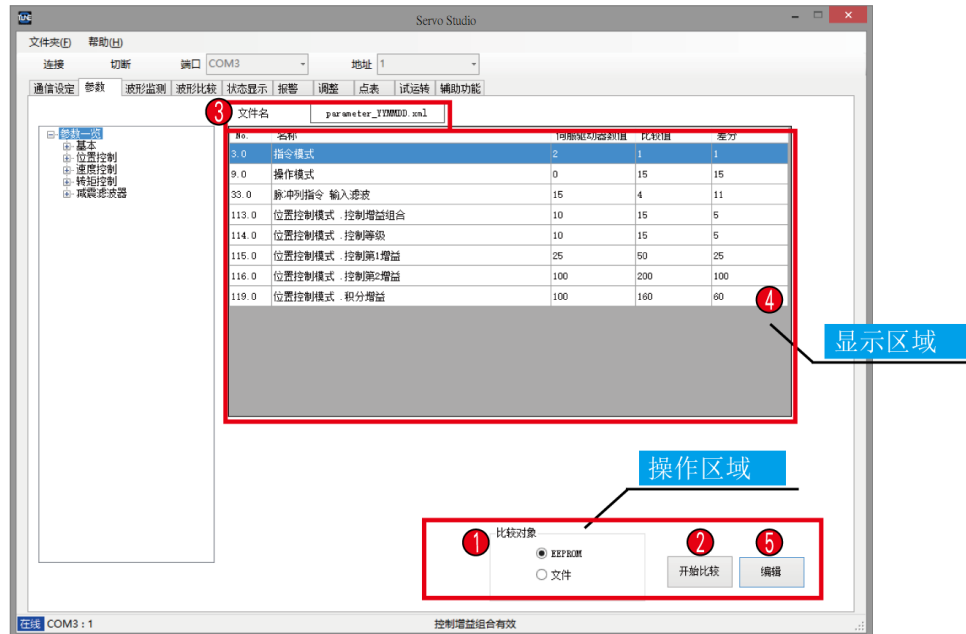 TUNE Servo Studio
文件夹(F) 帮助(H)
连接 切断 端口 COM3 地址 1
通信设定 参数 波形监测 波形比较 状态显示 报警 调整 点表 试运转 辅助功能
3 文件名 parameter_YYMMDD.xml
参数一览
基本
位置控制
速度控制
转矩控制
减震滤波器
No. 名称 伺服驱动器数值 比较值 差分
3.0 指令模式 2 1 1
9.0 操作模式 0 15 15
33.0 脉冲列指令 输入滤波 15 4 11
113.0 位置控制模式 .控制增益组合 10 15 5
114.0 位置控制模式 .控制等级 10 15 5
115.0 位置控制模式 .控制第1增益 25 50 25
116.0 位置控制模式 .控制第2增益 100 200 100
119.0 位置控制模式 .积分增益 100 160 60
4
显示区域
操作区域
1 比较对象
EEPROM
文件
2 开始比较
5 编辑
在线 COM3 : 1 控制增益组合有效